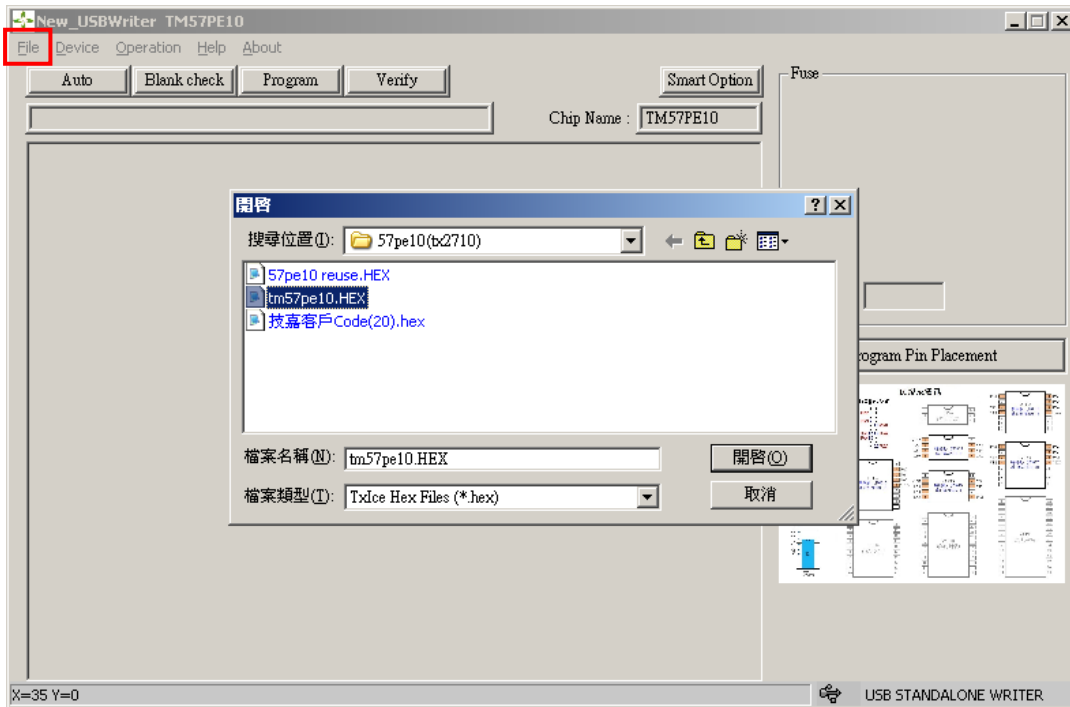 New_USBWriter TM57PE10
File Device Operation Help About
Auto Blank check Program Verify Smart Option
Fuse
Chip Name : TM57PE10
開啓
搜尋位置(I): 57pe10(tx2710)
57pe10 reuse.HEX
tm57pe10.HEX
技嘉客戶Code(20).hex
檔案名稱(N): tm57pe10.HEX 開啓(O)
檔案類型(T): TxIce Hex Files (*.hex) 取消
Pin Placement
X=35 Y=0 USB STANDALONE WRITER